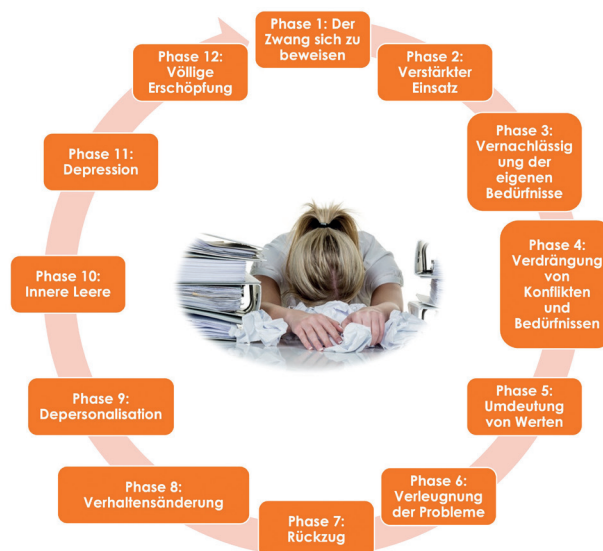 Phase 1: Der
Zwang sich zu
beweisen
Phase 2:
Verstärkter
Einsatz
Phase 3:
Vernachlässig
ung der
eigenen
Bedürfnisse
Phase 4:
Verdrängung
von
Konflikten
und
Bedürfnissen
Phase 5:
Umdeutung
von Werten
Phase 6:
Verleugnung
der Probleme
Phase 7:
Rückzug
Phase 8:
Verhaltensänderung
Phase 9:
Depersonalisation
Phase 10:
Innere Leere
Phase 11:
Depression
Phase 12:
Völlige
Erschöpfung